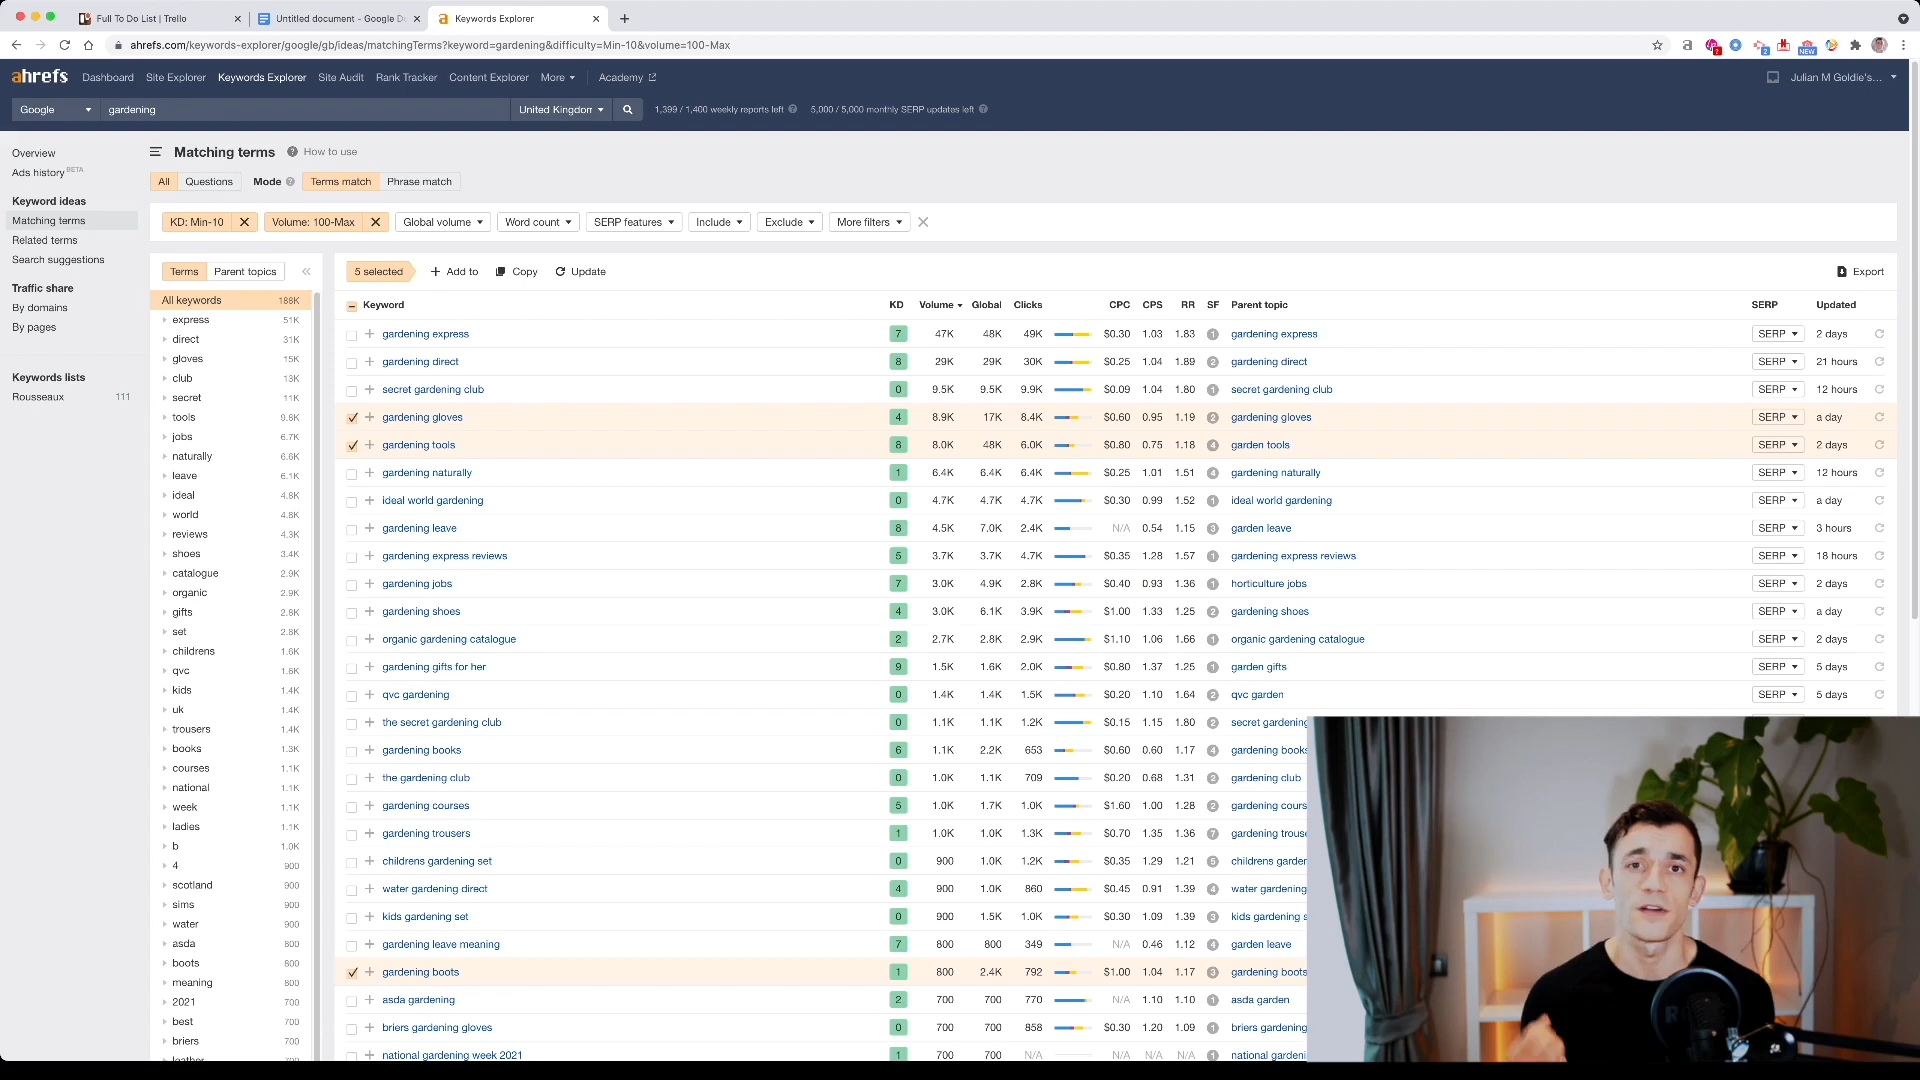 Full To Do List | Trello
Untitled document - Google D
Keywords Explorer
ahrefs.com/keywords-explorer/google/gb/ideas/matchingTerms?keyword=gardening&difficulty=Min-10&volume=100-Max
NEW
ahrefs Dashboard Site Explorer Keywords Explorer Site Audit Rank Tracker Content Explorer More Academy Julian M Goldie's...
Google gardening United Kingdom 1,399 / 1,400 weekly reports left 5,000 / 5,000 monthly SERP updates left
Overview
Ads history BETA
Keyword ideas
Matching terms
Related terms
Search suggestions
Traffic share
By domains
By pages
Keywords lists
Rousseaux 111
Matching terms How to use
All Questions Mode Terms match Phrase match
KD: Min-10 Volume: 100-Max Global volume Word count SERP features Include Exclude More filters
Terms Parent topics
All keywords 188K
express 51K
direct 31K
gloves 15K
club 13K
secret 11K
tools 9.8K
jobs 6.7K
naturally 6.6K
leave 6.1K
ideal 4.8K
world 4.8K
reviews 4.3K
shoes 3.4K
catalogue 2.9K
organic 2.9K
gifts 2.8K
set 2.8K
childrens 1.6K
qvc 1.6K
kids 1.4K
uk 1.4K
trousers 1.4K
books 1.3K
courses 1.1K
national 1.1K
week 1.1K
ladies 1.1K
b 1.0K
4 900
scotland 900
sims 900
water 900
asda 800
boots 800
meaning 800
2021 700
best 700
briers 700
leather 700
5 selected Add to Copy Update Export
Keyword KD Volume Global Clicks CPC CPS RR SF Parent topic SERP Updated
gardening express 7 47K 48K 49K $0.30 1.03 1.83 1 gardening express SERP 2 days
gardening direct 8 29K 29K 30K $0.25 1.04 1.89 2 gardening direct SERP 21 hours
secret gardening club 0 9.5K 9.5K 9.9K $0.09 1.04 1.80 1 secret gardening club SERP 12 hours
gardening gloves 4 8.9K 17K 8.4K $0.60 0.95 1.19 2 gardening gloves SERP a day
gardening tools 8 8.0K 48K 6.0K $0.80 0.75 1.18 4 garden tools SERP 2 days
gardening naturally 1 6.4K 6.4K 6.4K $0.25 1.01 1.51 4 gardening naturally SERP 12 hours
ideal world gardening 0 4.7K 4.7K 4.7K $0.30 0.99 1.52 1 ideal world gardening SERP a day
gardening leave 8 4.5K 7.0K 2.4K N/A 0.54 1.15 3 garden leave SERP 3 hours
gardening express reviews 5 3.7K 3.7K 4.7K $0.35 1.28 1.57 1 gardening express reviews SERP 18 hours
gardening jobs 7 3.0K 4.9K 2.8K $0.40 0.93 1.36 1 horticulture jobs SERP 2 days
gardening shoes 4 3.0K 6.1K 3.9K $1.00 1.33 1.25 2 gardening shoes SERP a day
organic gardening catalogue 2 2.7K 2.8K 2.9K $1.10 1.06 1.66 1 organic gardening catalogue SERP 2 days
gardening gifts for her 9 1.5K 1.6K 2.0K $0.80 1.37 1.25 1 garden gifts SERP 5 days
qvc gardening 0 1.4K 1.4K 1.5K $0.20 1.10 1.64 2 qvc garden SERP 5 days
the secret gardening club 0 1.1K 1.1K 1.2K $0.15 1.15 1.80 2 secret gardening
gardening books 6 1.1K 2.2K 653 $0.60 0.60 1.17 4 gardening books
the gardening club 0 1.0K 1.1K 709 $0.20 0.68 1.31 2 gardening club
gardening courses 5 1.0K 1.7K 1.0K $1.60 1.00 1.28 2 gardening cours
gardening trousers 1 1.0K 1.0K 1.3K $0.70 1.35 1.36 7 gardening trouse
childrens gardening set 0 900 1.0K 1.2K $0.35 1.29 1.21 5 childrens garden
water gardening direct 4 900 1.0K 860 $0.45 0.91 1.39 4 water gardening
kids gardening set 0 900 1.5K 1.0K $0.30 1.09 1.39 3 kids gardening s
gardening leave meaning 7 800 800 349 N/A 0.46 1.12 4 garden leave
gardening boots 1 800 2.4K 792 $1.00 1.04 1.17 3 gardening boots
asda gardening 2 700 700 770 N/A 1.10 1.10 1 asda garden
briers gardening gloves 0 700 700 858 $0.30 1.20 1.09 1 briers gardening
national gardening week 2021 1 700 700 N/A N/A N/A N/A 1 national gardeni